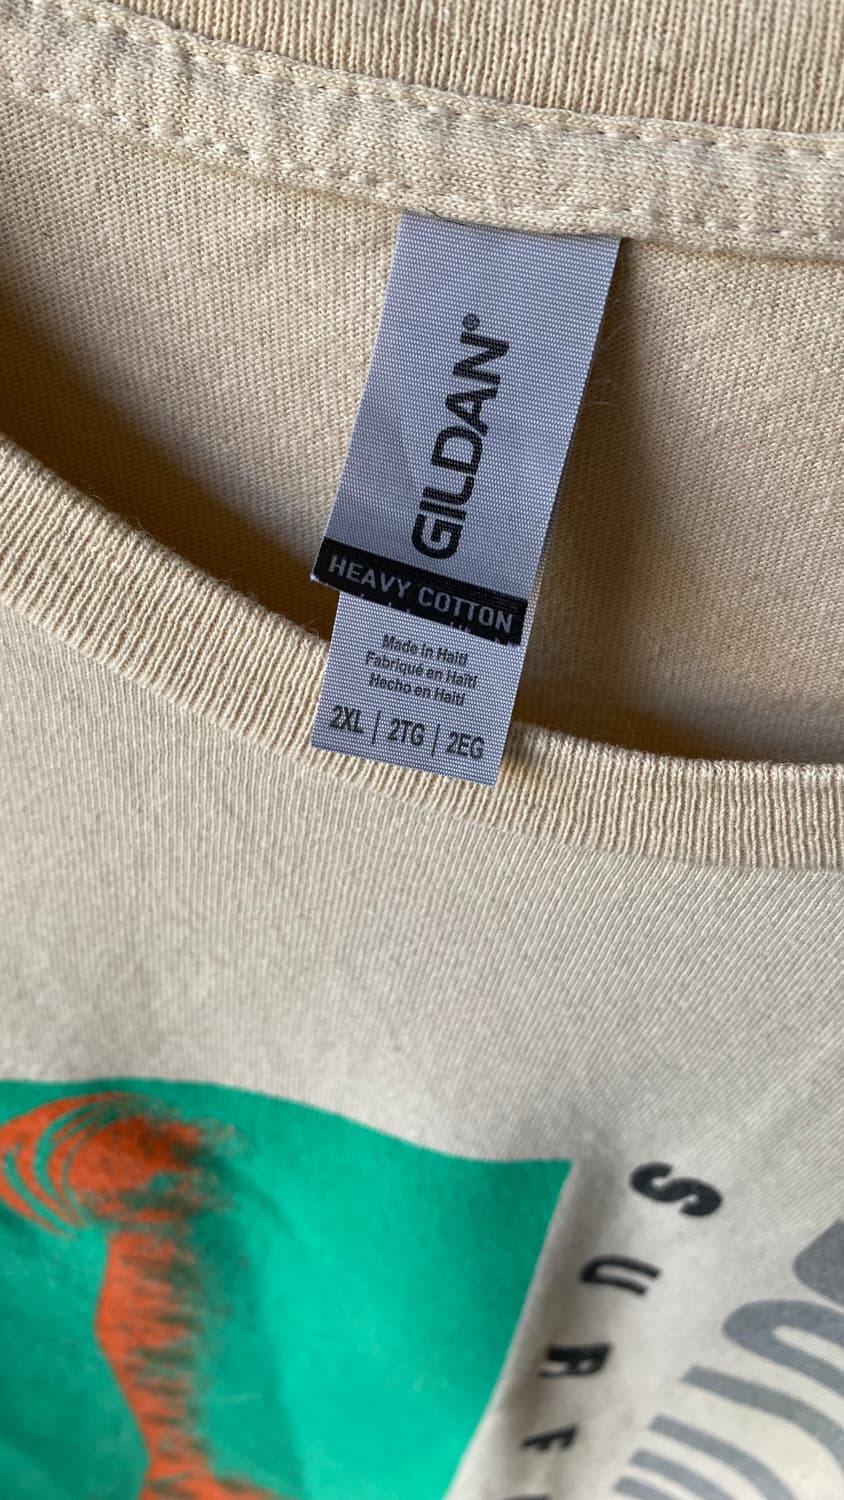 GILDAN®
HEAVY COTTON
Made in Haiti
Fabriqué en Haïti
Hecho en Haití
2XL | 2TG | 2EG
SURF